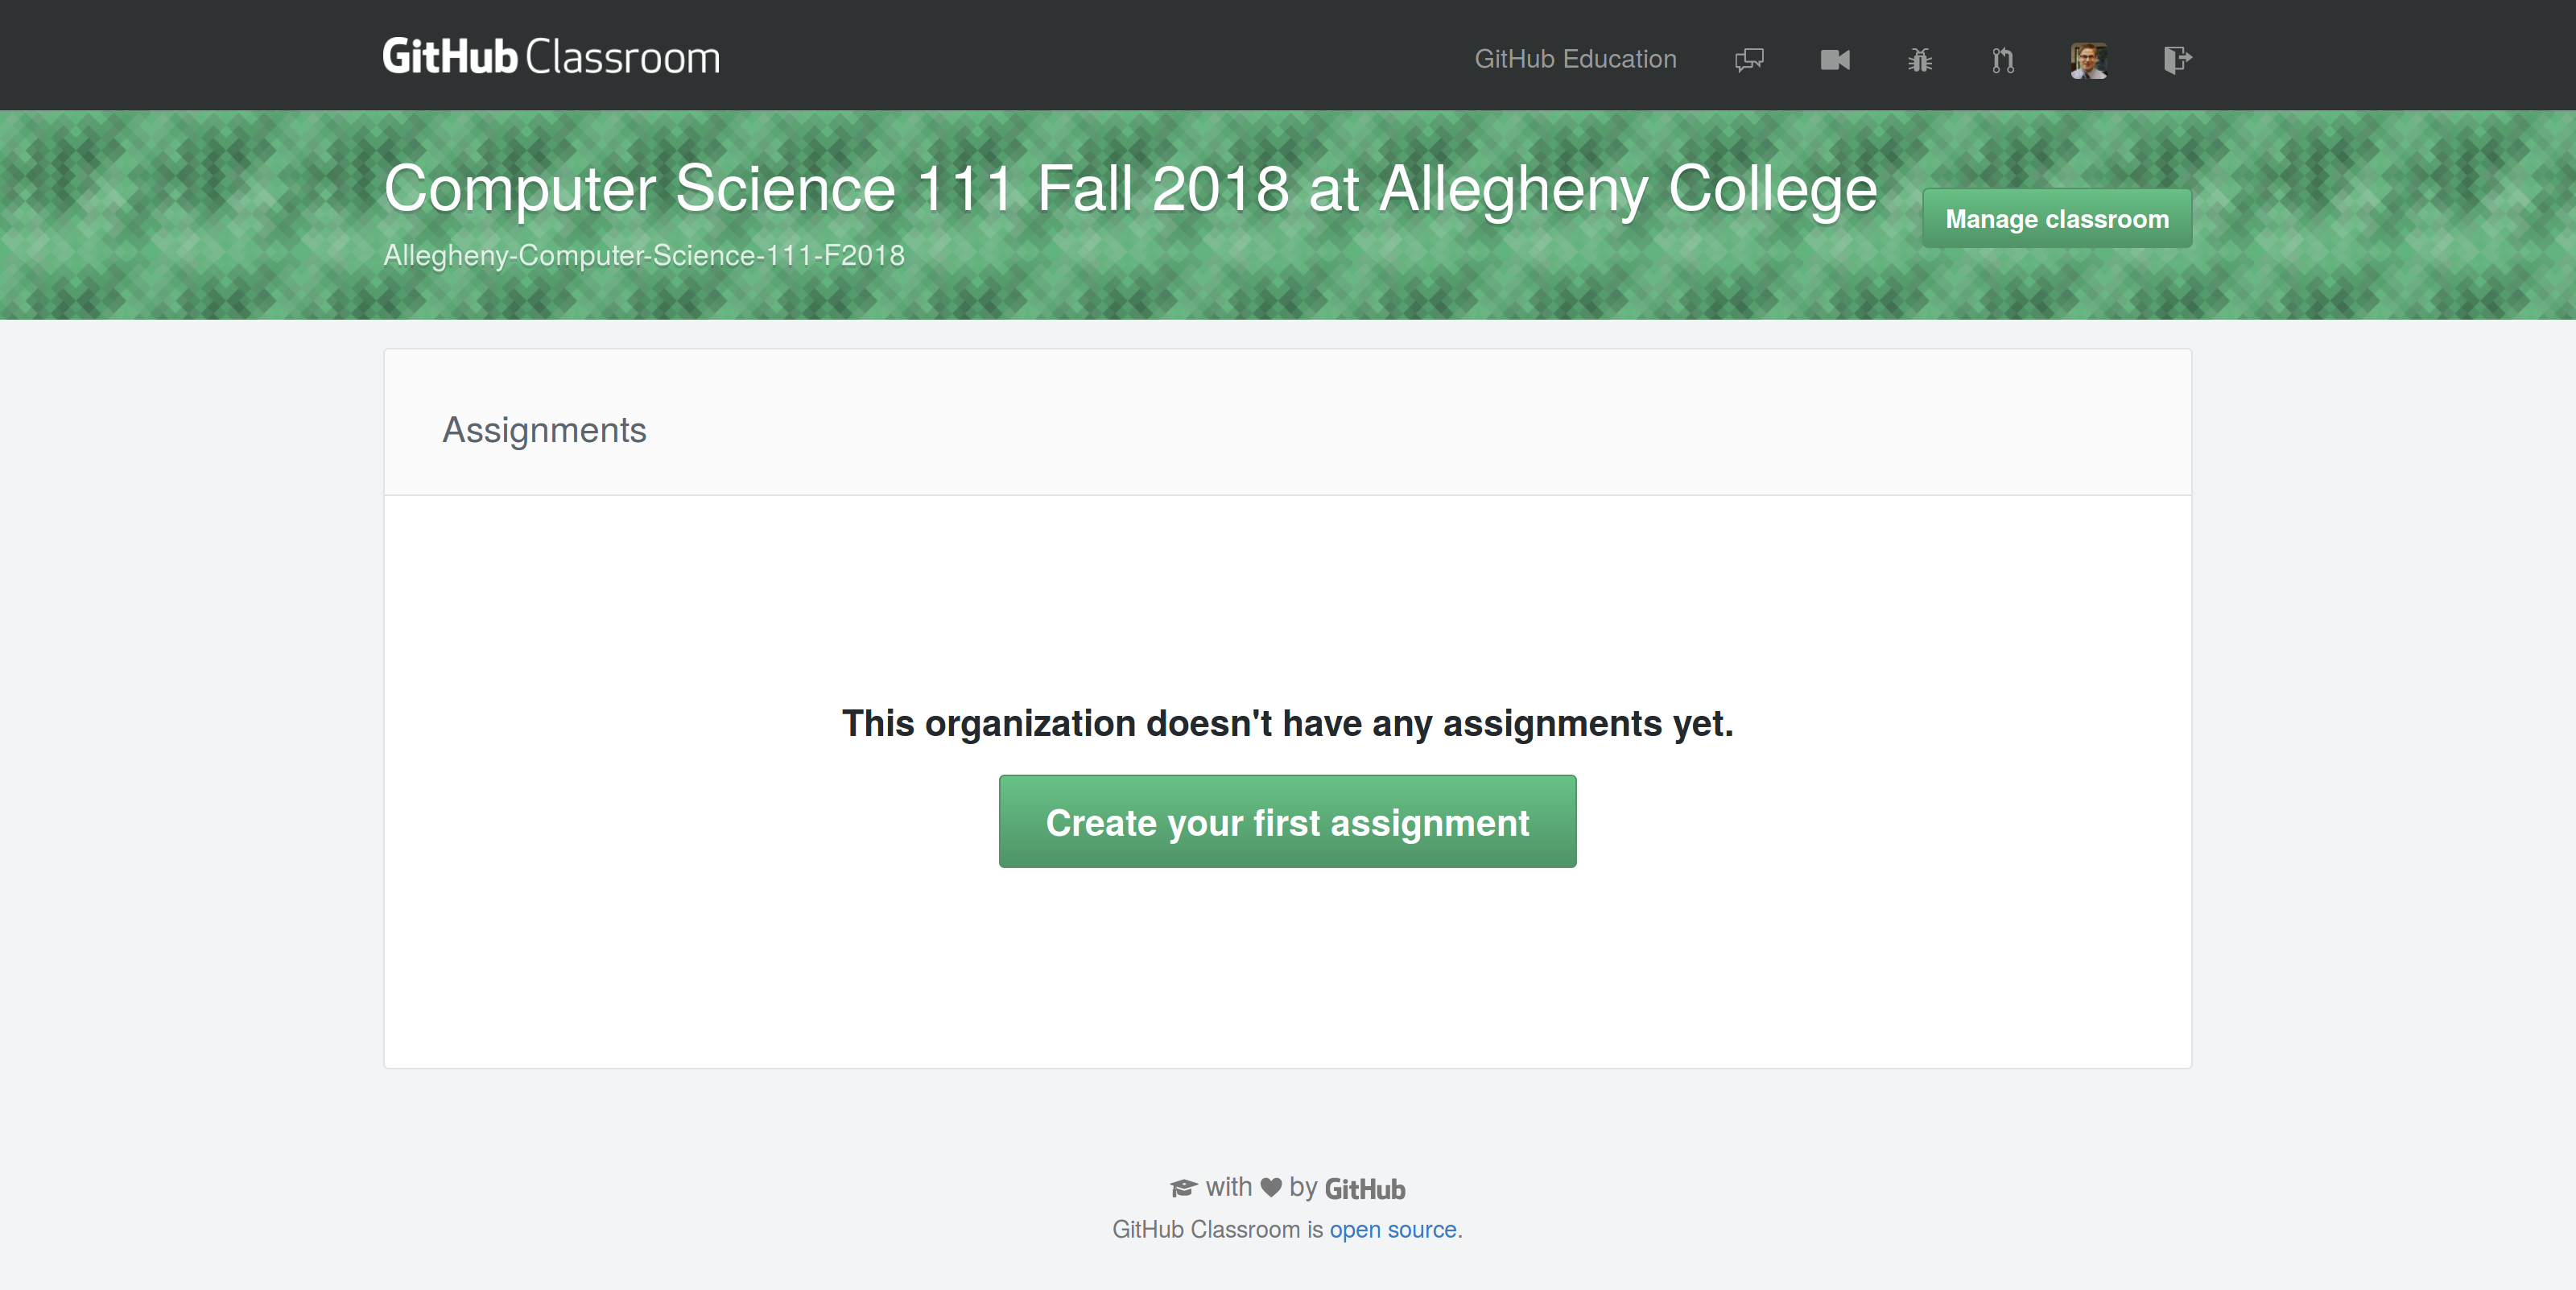 GitHub Classroom
GitHub Education
Computer Science 111 Fall 2018 at Allegheny College
Manage classroom
Allegheny-Computer-Science-111-F2018
Assignments
This organization doesn't have any assignments yet.
Create your first assignment
with by GitHub
GitHub Classroom is open source.